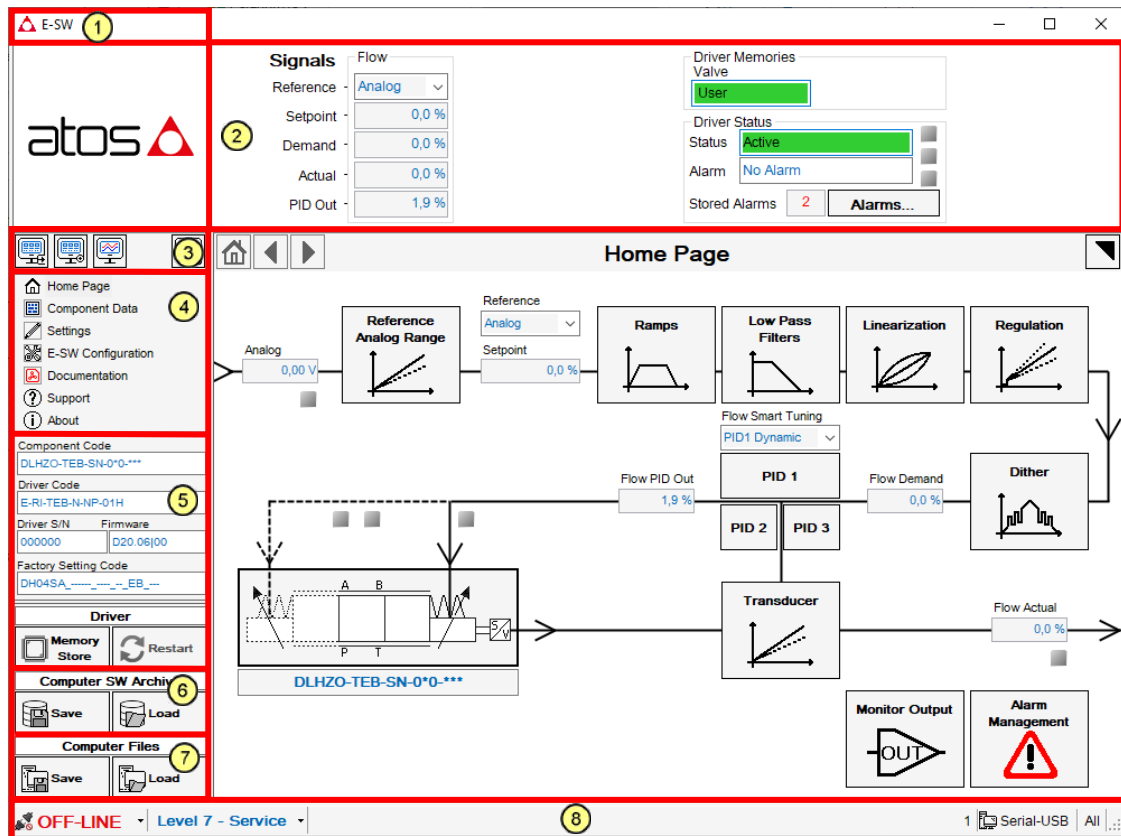 E-SW
1
atos
2
Signals
Flow
Reference - Analog
Setpoint - 0,0 %
Demand - 0,0 %
Actual - 0,0 %
PID Out - 1,9 %
Driver Memories
Valve
User
Driver Status
Status Active
Alarm No Alarm
Stored Alarms 2 Alarms...
3
Home Page
4
Home Page
Component Data
Settings
E-SW Configuration
Documentation
Support
About
5
Component Code
DLHZO-TEB-SN-0*0-***
Driver Code
E-RI-TEB-N-NP-01H
Driver S/N Firmware
000000 D20.06|00
Factory Setting Code
DH04SA_------_----_--_EB_---
Driver
Memory Store
Restart
Computer SW Archiv
6
Save
Load
Computer Files
7
Save
Load
Analog
0,00 V
Reference
Analog Range
Reference
Analog
Setpoint
0,0 %
Ramps
Low Pass
Filters
Linearization
Regulation
Flow Smart Tuning
PID1 Dynamic
Flow PID Out
1,9 %
PID 1
PID 2
PID 3
Flow Demand
0,0 %
Dither
A B
P T
S/V
DLHZO-TEB-SN-0*0-***
Transducer
Flow Actual
0,0 %
Monitor Output
OUT
Alarm
Management
!
OFF-LINE
Level 7 - Service
8
1
Serial-USB
All